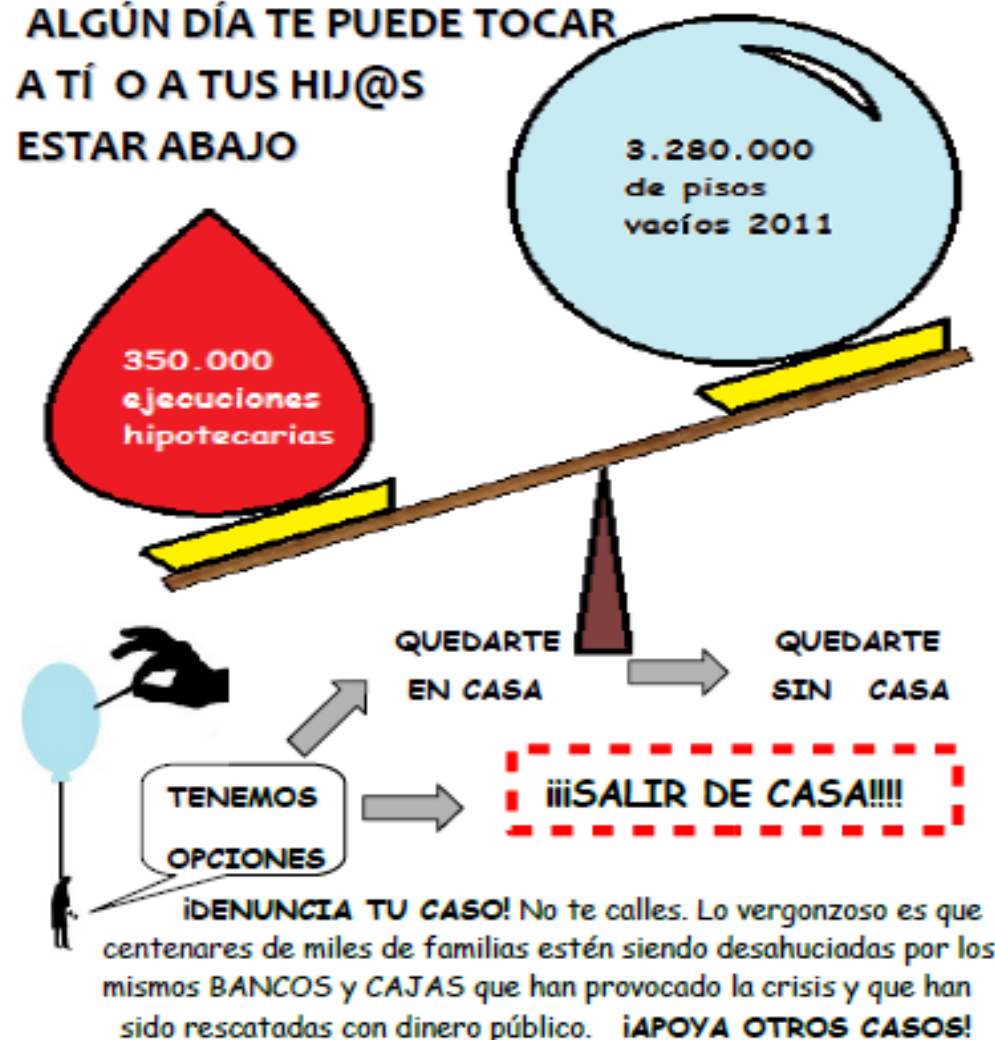 ALGÚN DÍA TE PUEDE TOCAR
A TÍ O A TUS HIJ@S
ESTAR ABAJO
3.280.000
de pisos
vacíos 2011
350.000
ejecuciones
hipotecarias
QUEDARTE
EN CASA
QUEDARTE
SIN CASA
TENEMOS
OPCIONES
¡¡¡SALIR DE CASA!!!!
¡DENUNCIA TU CASO! No te calles. Lo vergonzoso es que
centenares de miles de familias estén siendo desahuciadas por los
mismos BANCOS y CAJAS que han provocado la crisis y que han
sido rescatadas con dinero público. ¡APOYA OTROS CASOS!